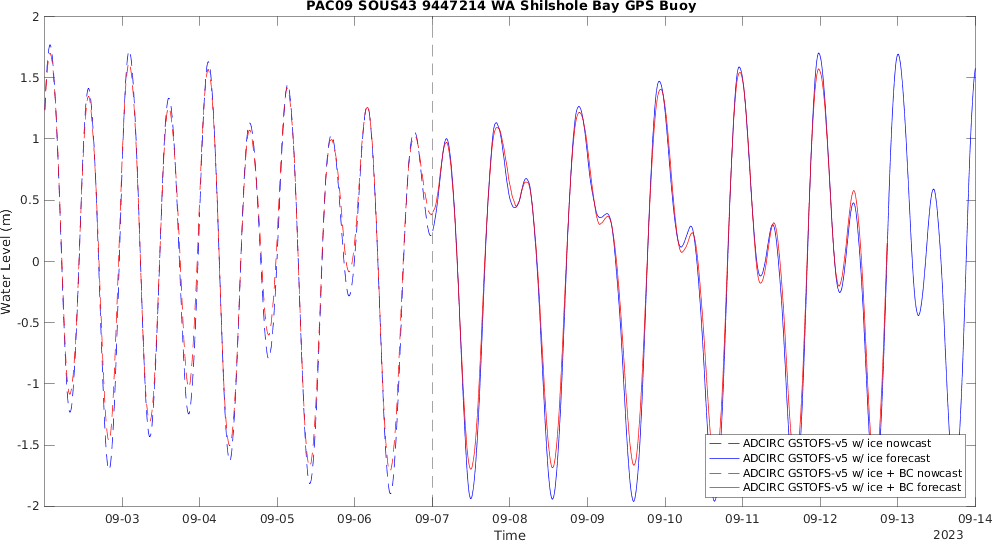 PAC09 SOUS43 9447214 WA Shilshole Bay GPS Buoy
2
1.5
1
0.5
0
-0.5
-1
-1.5
-2
Water Level (m)
ADCIRC GSTOFS-v5 w/ ice nowcast
ADCIRC GSTOFS-v5 w/ ice forecast
ADCIRC GSTOFS-v5 w/ ice + BC nowcast
ADCIRC GSTOFS-v5 w/ ice + BC forecast
09-03 09-04 09-05 09-06 09-07 09-08 09-09 09-10 09-11 09-12 09-13 09-14
Time
2023